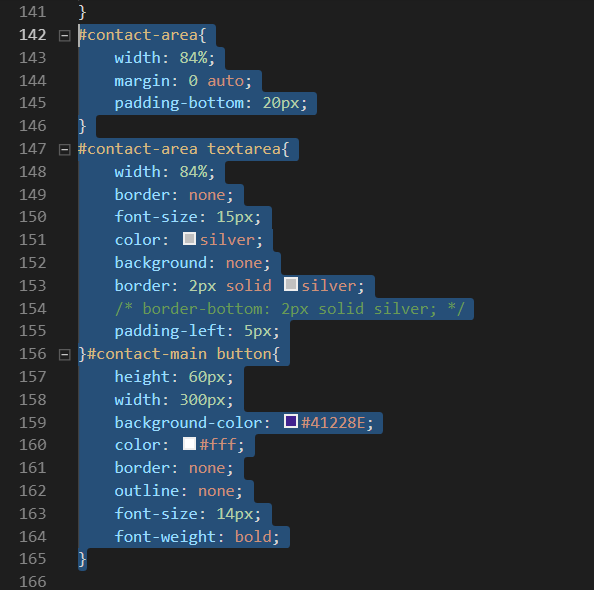 141 }
142 #contact-area{
143 width: 84%;
144 margin: 0 auto;
145 padding-bottom: 20px;
146 }
147 #contact-area textarea{
148 width: 84%;
149 border: none;
150 font-size: 15px;
151 color: silver;
152 background: none;
153 border: 2px solid silver;
154 /* border-bottom: 2px solid silver; */
155 padding-left: 5px;
156 }#contact-main button{
157 height: 60px;
158 width: 300px;
159 background-color: #41228E;
160 color: #fff;
161 border: none;
162 outline: none;
163 font-size: 14px;
164 font-weight: bold;
165 }
166